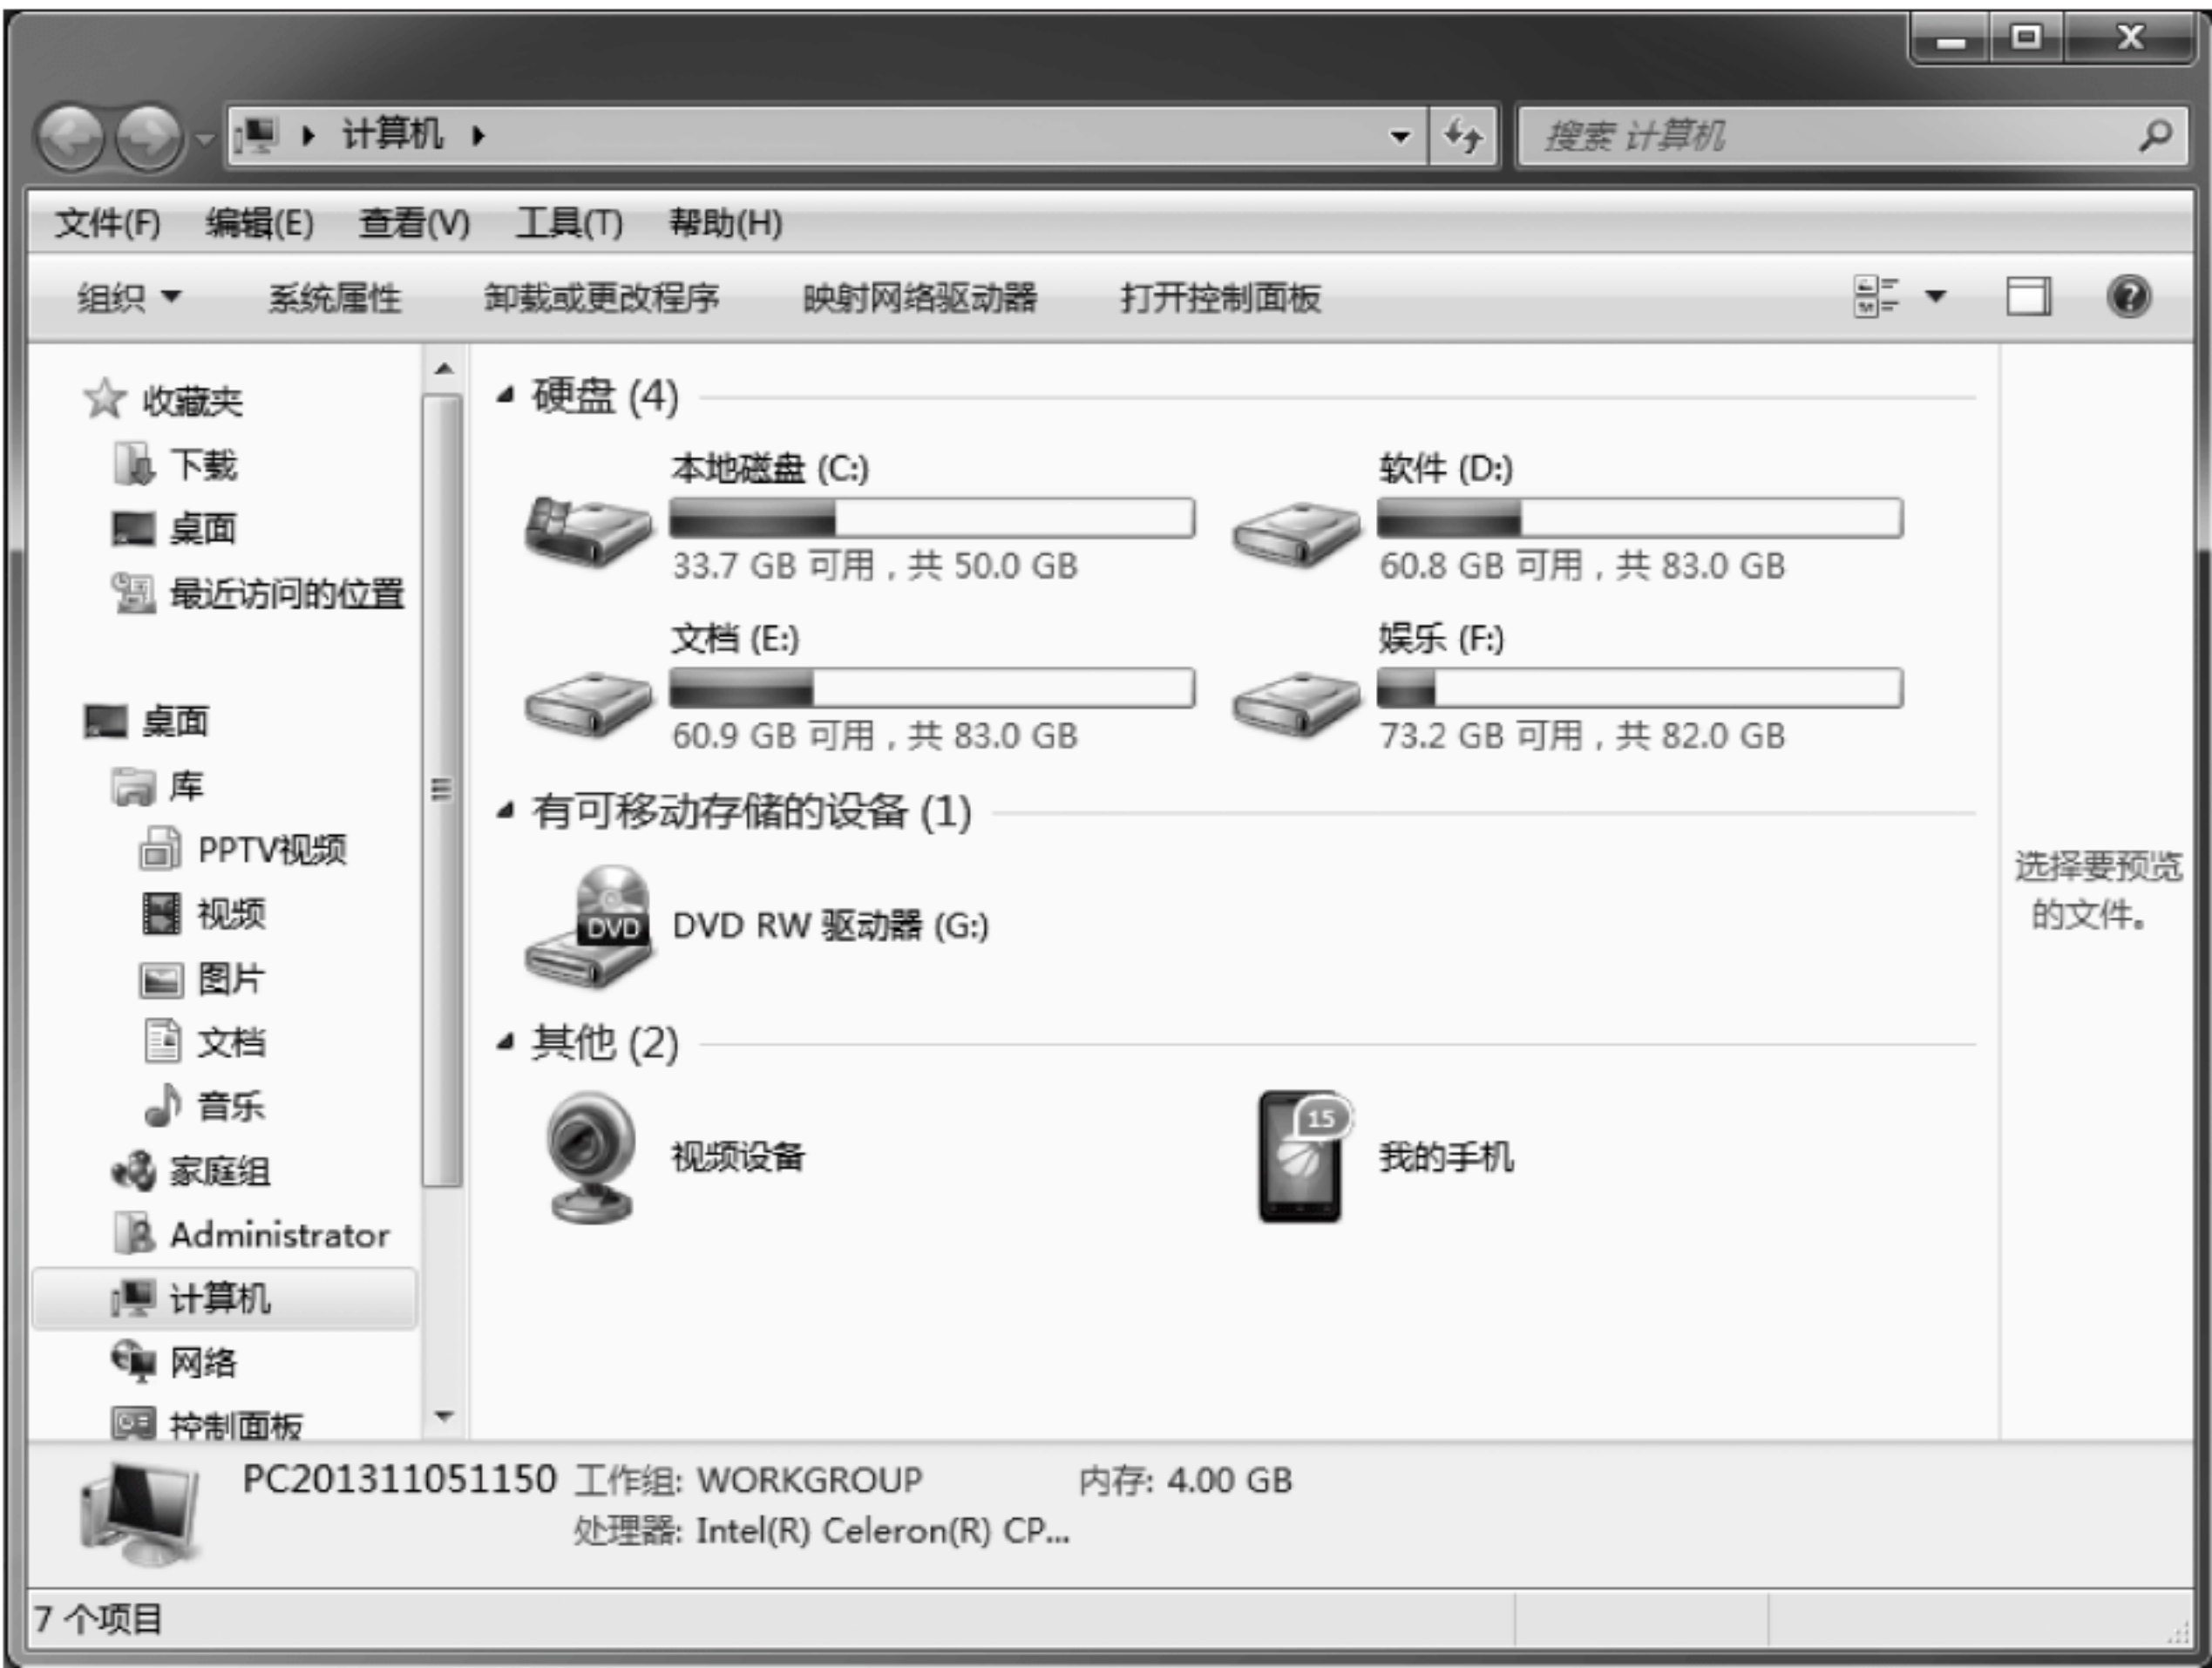 计算机
搜索 计算机
文件(F) 编辑(E) 查看(V) 工具(T) 帮助(H)
组织 系统属性 卸载或更改程序 映射网络驱动器 打开控制面板
收藏夹
下载
桌面
最近访问的位置
桌面
库
PPTV视频
视频
图片
文档
音乐
家庭组
Administrator
计算机
网络
控制面板
硬盘 (4)
本地磁盘 (C:)
33.7 GB 可用，共 50.0 GB
软件 (D:)
60.8 GB 可用，共 83.0 GB
文档 (E:)
60.9 GB 可用，共 83.0 GB
娱乐 (F:)
73.2 GB 可用，共 82.0 GB
有可移动存储的设备 (1)
DVD
DVD RW 驱动器 (G:)
其他 (2)
视频设备
15
我的手机
选择要预览
的文件。
PC201311051150 工作组: WORKGROUP 内存: 4.00 GB
处理器: Intel(R) Celeron(R) CP...
7 个项目